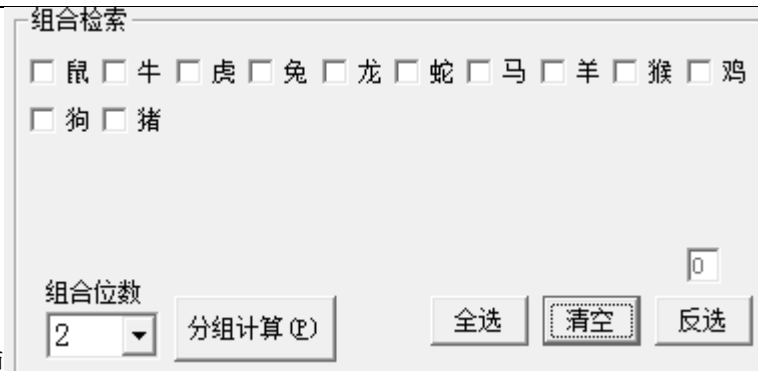 组合检索
鼠 牛 虎 兔 龙 蛇 马 羊 猴 鸡
狗 猪
0
组合位数
2
分组计算(P)
全选 清空 反选